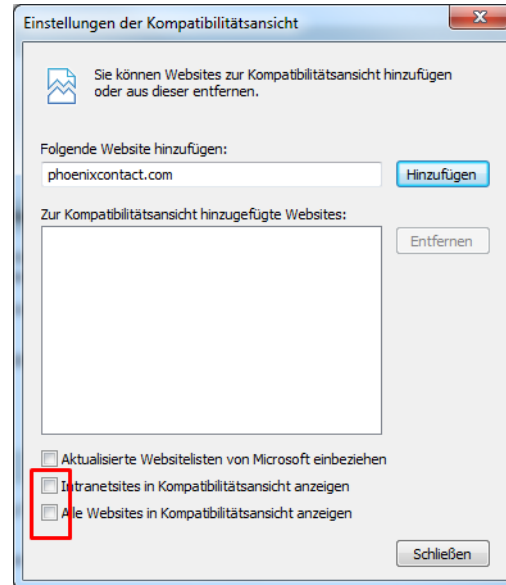 Einstellungen der Kompatibilitätsansicht
Sie können Websites zur Kompatibilitätsansicht hinzufügen
oder aus dieser entfernen.
Folgende Website hinzufügen:
phoenixcontact.com
Hinzufügen
Zur Kompatibilitätsansicht hinzugefügte Websites:
Entfernen
Aktualisierte Websitelisten von Microsoft einbeziehen
Intranetsites in Kompatibilitätsansicht anzeigen
Alle Websites in Kompatibilitätsansicht anzeigen
Schließen